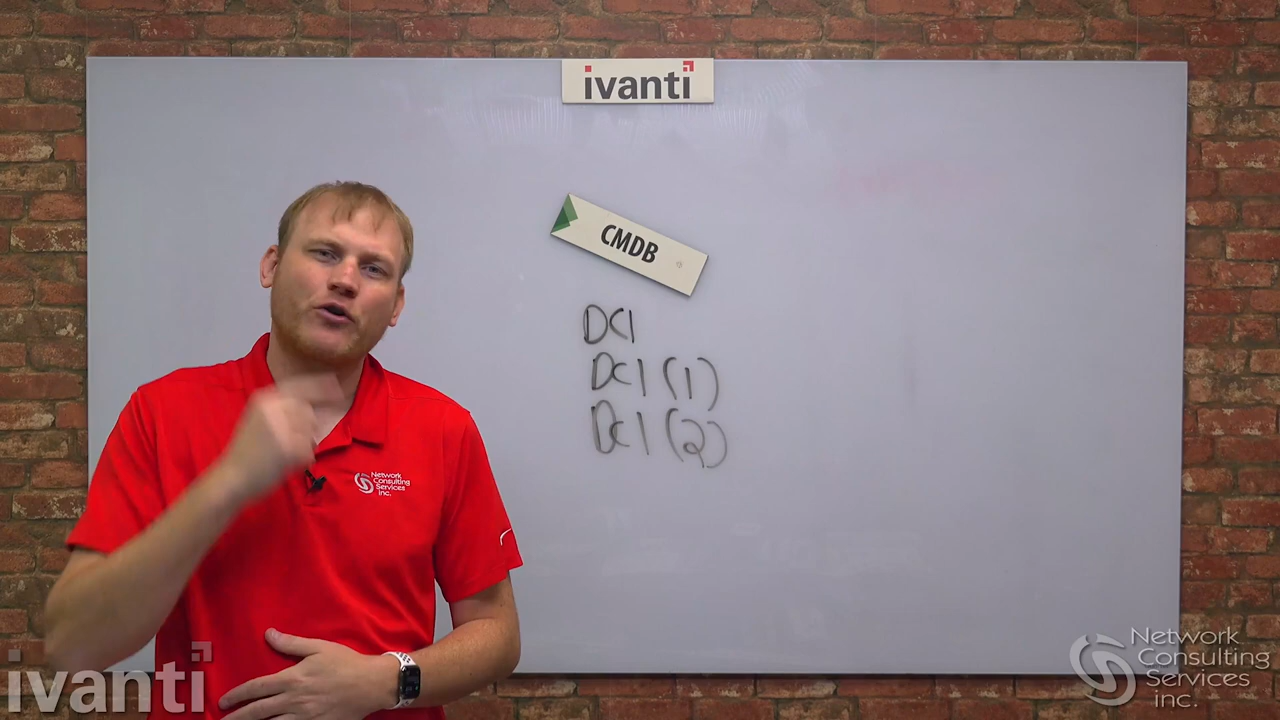 ivanti
CMDB
DC1
DC1 (1)
DC1 (2)
Network
Consulting
Services
inc.
ivanti
Network
Consulting
Services
inc.